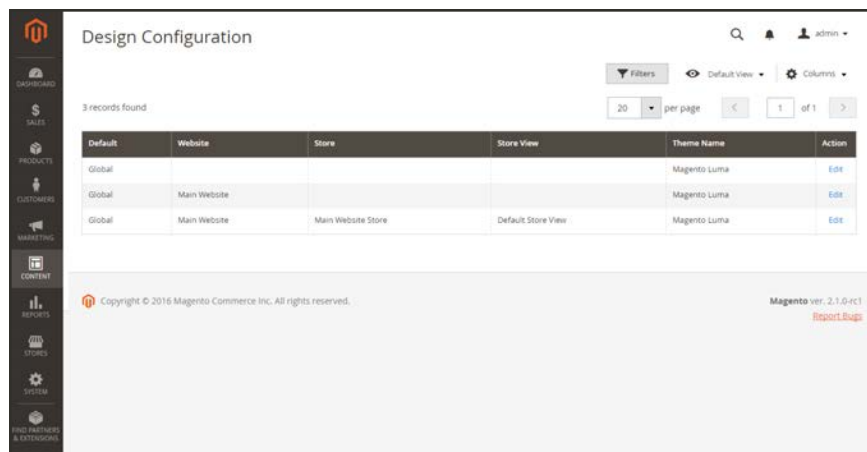 Design Configuration
admin
DASHBOARD
Filters
Default View
Columns
SALES
3 records found
20
per page
1
of 1
Default Website Store Store View Theme Name Action
PRODUCTS
Global Magento Luma Edit
CUSTOMERS
Global Main Website Magento Luma Edit
Global Main Website Main Website Store Default Store View Magento Luma Edit
MARKETING
CONTENT
Copyright © 2016 Magento Commerce Inc. All rights reserved.
Magento ver. 2.1.0-rc1
Report Bugs
REPORTS
STORES
SYSTEM
FIND PARTNERS
& EXTENSIONS